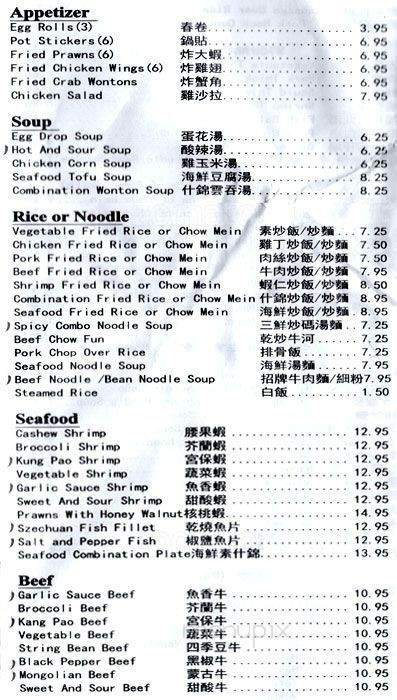 Appetizer
Egg Rolls(3) 春卷 3.95
Pot Stickers(6) 鍋貼 6.95
Fried Prawns(6) 炸大蝦 6.95
Fried Chicken Wings(6) 炸雞翅 6.95
Fried Crab Wontons 炸蟹角 6.95
Chicken Salad 雞沙拉 7.95
Soup
Egg Drop Soup 蛋花湯 6.25
Hot And Sour Soup 酸辣湯 6.25
Chicken Corn Soup 雞玉米湯 6.25
Seafood Tofu Soup 海鮮豆腐湯 8.25
Combination Wonton Soup 什錦雲吞湯 8.25
Rice or Noodle
Vegetable Fried Rice or Chow Mein 素炒飯/炒麵 7.25
Chicken Fried Rice or Chow Mein 雞丁炒飯/炒麵 7.50
Pork Fried Rice or Chow Mein 肉絲炒飯/炒麵 7.50
Beef Fried Rice or Chow Mein 牛肉炒飯/炒麵 7.95
Shrimp Fried Rice or Chow Mein 蝦仁炒飯/炒麵 8.50
Combination Fried Rice or Chow Mein 什錦炒飯/炒麵 8.95
Seafood Fried Rice or Chow Mein 海鮮炒飯/炒麵 8.95
Spicy Combo Noodle Soup 三鮮炒碼湯麵 7.25
Beef Chow Fun 乾炒牛河 7.25
Pork Chop Over Rice 排骨飯 7.25
Seafood Noodle Soup 海鮮湯麵 7.95
Beef Noodle /Bean Noodle Soup 招牌牛肉麵/細粉 7.95
Steamed Rice 白飯 1.50
Seafood
Cashew Shrimp 腰果蝦 12.95
Broccoli Shrimp 芥蘭蝦 12.95
Kung Pao Shrimp 宮保蝦 12.95
Vegetable Shrimp 蔬菜蝦 12.95
Garlic Sauce Shrimp 魚香蝦 12.95
Sweet And Sour Shrimp 甜酸蝦 12.95
Prawns With Honey Walnut 核桃蝦 14.95
Szechuan Fish Fillet 乾燒魚片 12.95
Salt and Pepper Fish 椒鹽魚片 12.95
Seafood Combination Plate 海鮮素什錦 13.95
Beef
Garlic Sauce Beef 魚香牛 10.95
Broccoli Beef 芥蘭牛 10.95
Kung Pao Beef 宮保牛 10.95
Vegetable Beef 蔬菜牛 10.95
String Bean Beef 四季豆牛 10.95
Black Pepper Beef 黑椒牛 10.95
Mongolian Beef 蒙古牛 10.95
Sweet And Sour Beef 甜酸牛 10.95